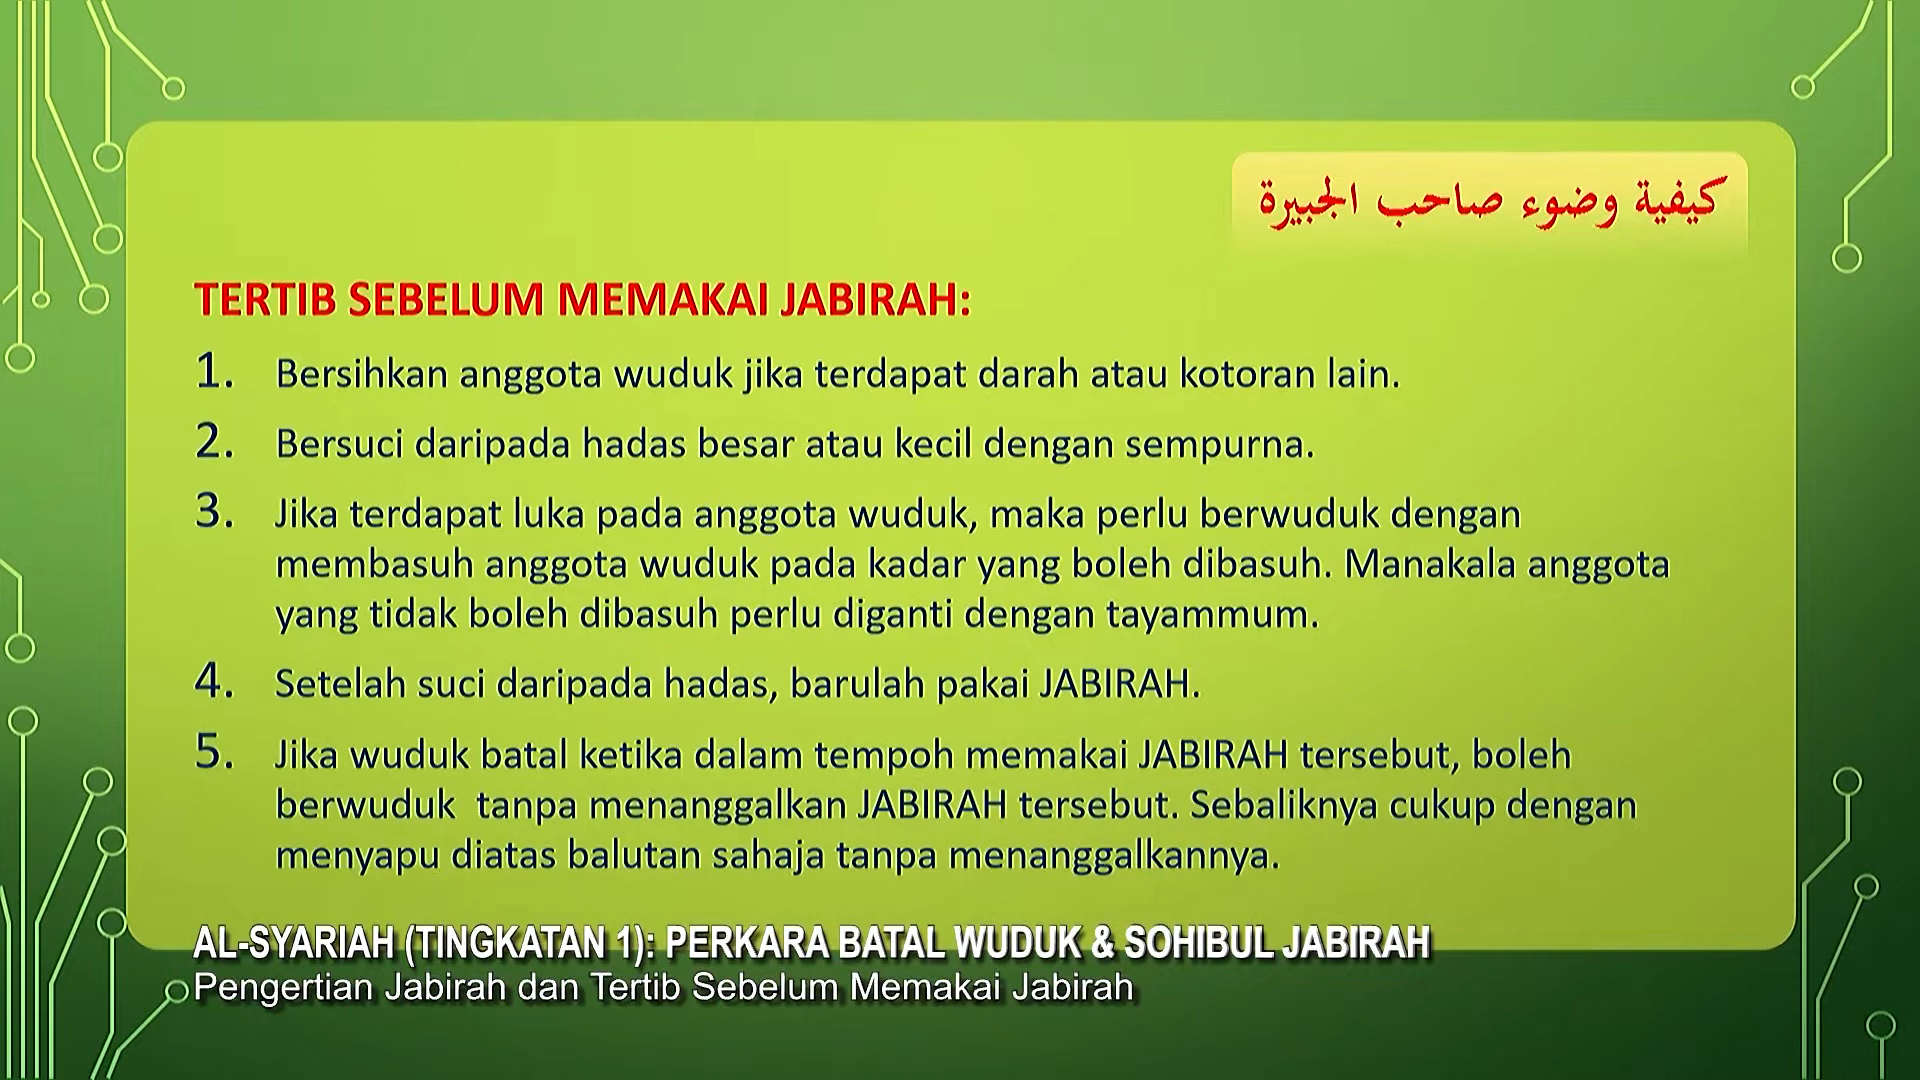 كيفية وضوء صاحب الجبيرة
TERTIB SEBELUM MEMAKAI JABIRAH:
1. Bersihkan anggota wuduk jika terdapat darah atau kotoran lain.
2. Bersuci daripada hadas besar atau kecil dengan sempurna.
3. Jika terdapat luka pada anggota wuduk, maka perlu berwuduk dengan
membasuh anggota wuduk pada kadar yang boleh dibasuh. Manakala anggota
yang tidak boleh dibasuh perlu diganti dengan tayammum.
4. Setelah suci daripada hadas, barulah pakai JABIRAH.
5. Jika wuduk batal ketika dalam tempoh memakai JABIRAH tersebut, boleh
berwuduk  tanpa menanggalkan JABIRAH tersebut. Sebaliknya cukup dengan
menyapu diatas balutan sahaja tanpa menanggalkannya.
AL-SYARIAH (TINGKATAN 1): PERKARA BATAL WUDUK & SOHIBUL JABIRAH
Pengertian Jabirah dan Tertib Sebelum Memakai Jabirah